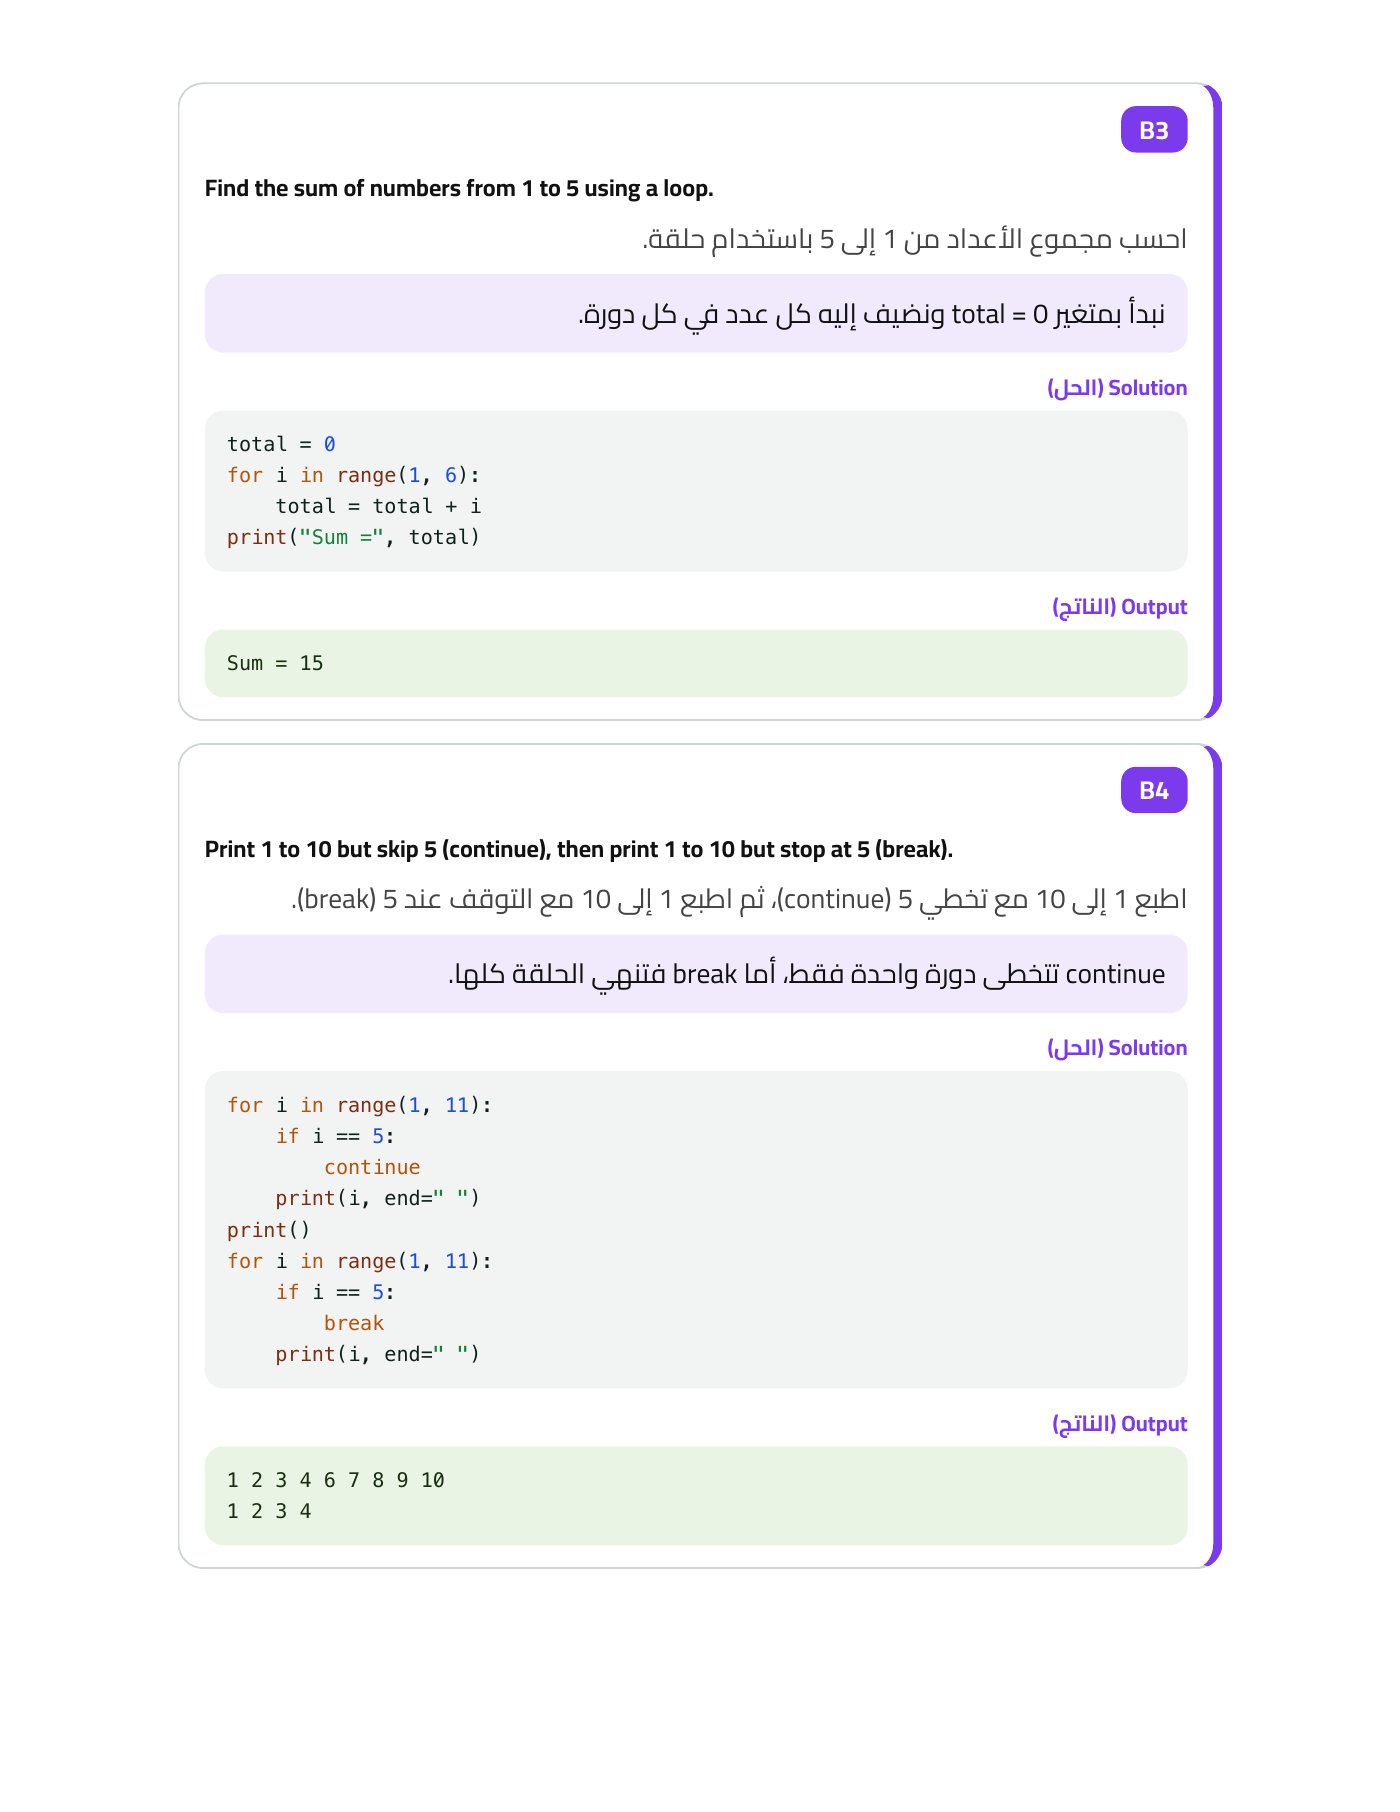 B3
Find the sum of numbers from 1 to 5 using a loop.
احسب مجموع الأعداد من 1 إلى 5 باستخدام حلقة.
نبدأ بمتغير total = 0 ونضيف إليه كل عدد في كل دورة.
Solution (الحل)
total = 0
for i in range(1, 6):
    total = total + i
print("Sum =", total)
Output (الناتج)
Sum = 15
B4
Print 1 to 10 but skip 5 (continue), then print 1 to 10 but stop at 5 (break).
اطبع 1 إلى 10 مع تخطي 5 (continue)، ثم اطبع 1 إلى 10 مع التوقف عند 5 (break).
continue تتخطى دورة واحدة فقط، أما break فتنهي الحلقة كلها.
Solution (الحل)
for i in range(1, 11):
    if i == 5:
        continue
    print(i, end=" ")
print()
for i in range(1, 11):
    if i == 5:
        break
    print(i, end=" ")
Output (الناتج)
1 2 3 4 6 7 8 9 10
1 2 3 4